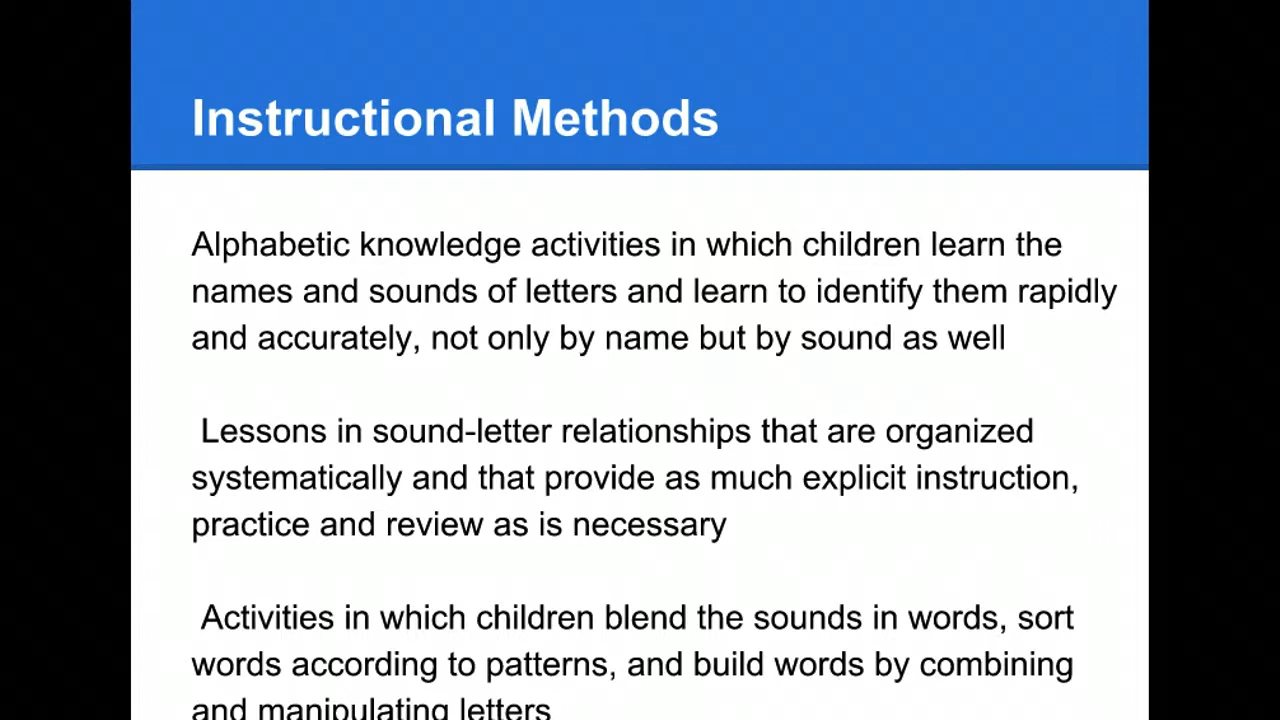 Instructional Methods
Alphabetic knowledge activities in which children learn the
names and sounds of letters and learn to identify them rapidly
and accurately, not only by name but by sound as well
Lessons in sound-letter relationships that are organized
systematically and that provide as much explicit instruction,
practice and review as is necessary
Activities in which children blend the sounds in words, sort
words according to patterns, and build words by combining
and manipulating letters